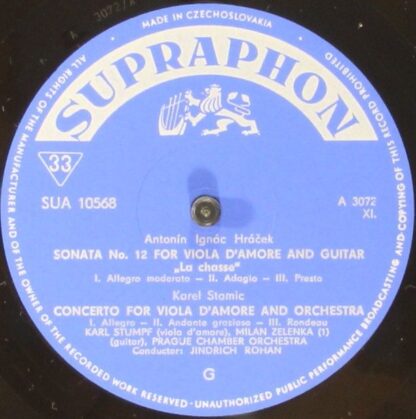 MADE IN CZECHOSLOVAKIA
ALL RIGHTS OF THE MANUFACTURER AND OF THE OWNER OF THE RECORDED WORK RESERVED · UNAUTHORIZED PUBLIC PERFORMANCE BROADCASTING AND COPYING OF THIS RECORD PROHIBITED
SUPRAPHON
33
SUA 10568
A 3072
XI.
Antonín Ignác Hráček
SONATA No. 12 FOR VIOLA D'AMORE AND GUITAR
„La chasse“
I. Allegro moderato – II. Adagio – III. Presto
Karel Stamic
CONCERTO FOR VIOLA D'AMORE AND ORCHESTRA
I. Allegro – II. Andante grazioso – III. Rondeau
KARL STUMPF (viola d'amore), MILAN ZELENKA (1)
(guitar), PRAGUE CHAMBER ORCHESTRA
Conducter: JINDRICH ROHAN
G